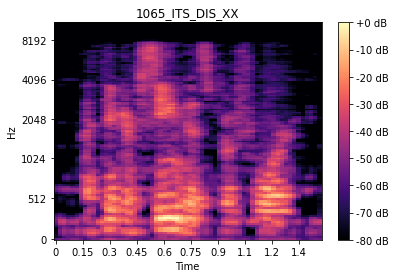 1065_ITS_DIS_XX
+0 dB
8192
-10 dB
4096
-20 dB
-30 dB
2048
Hz
-40 dB
1024
-50 dB
512
-60 dB
-70 dB
0
-80 dB
0 0.15 0.3 0.45 0.6 0.75 0.9 1.1 1.2 1.4
Time